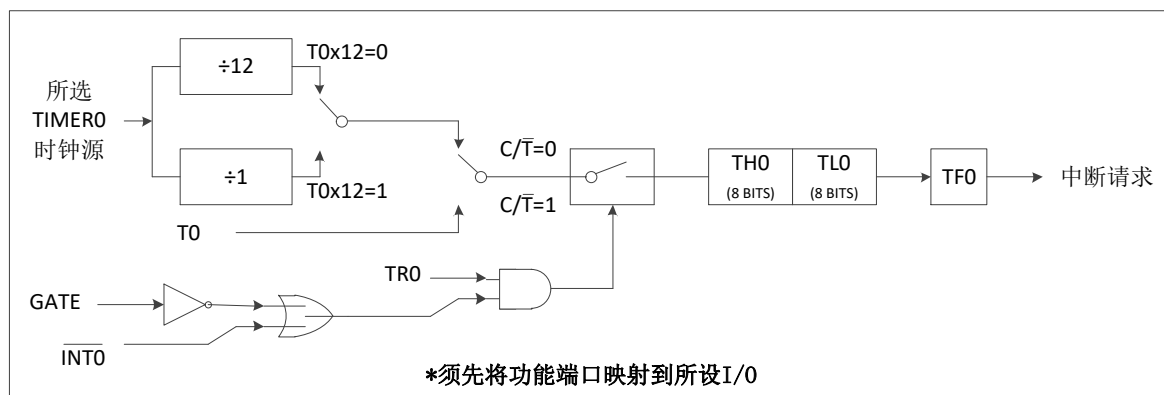 ÷12
T0x12=0
所选
TIMER0
时钟源
÷1
T0x12=1
C/T̅=0
C/T̅=1
T0
TH0
(8 BITS)
TL0
(8 BITS)
TF0
中断请求
TR0
GATE
I̅N̅T̅0̅
*须先将功能端口映射到所设I/O